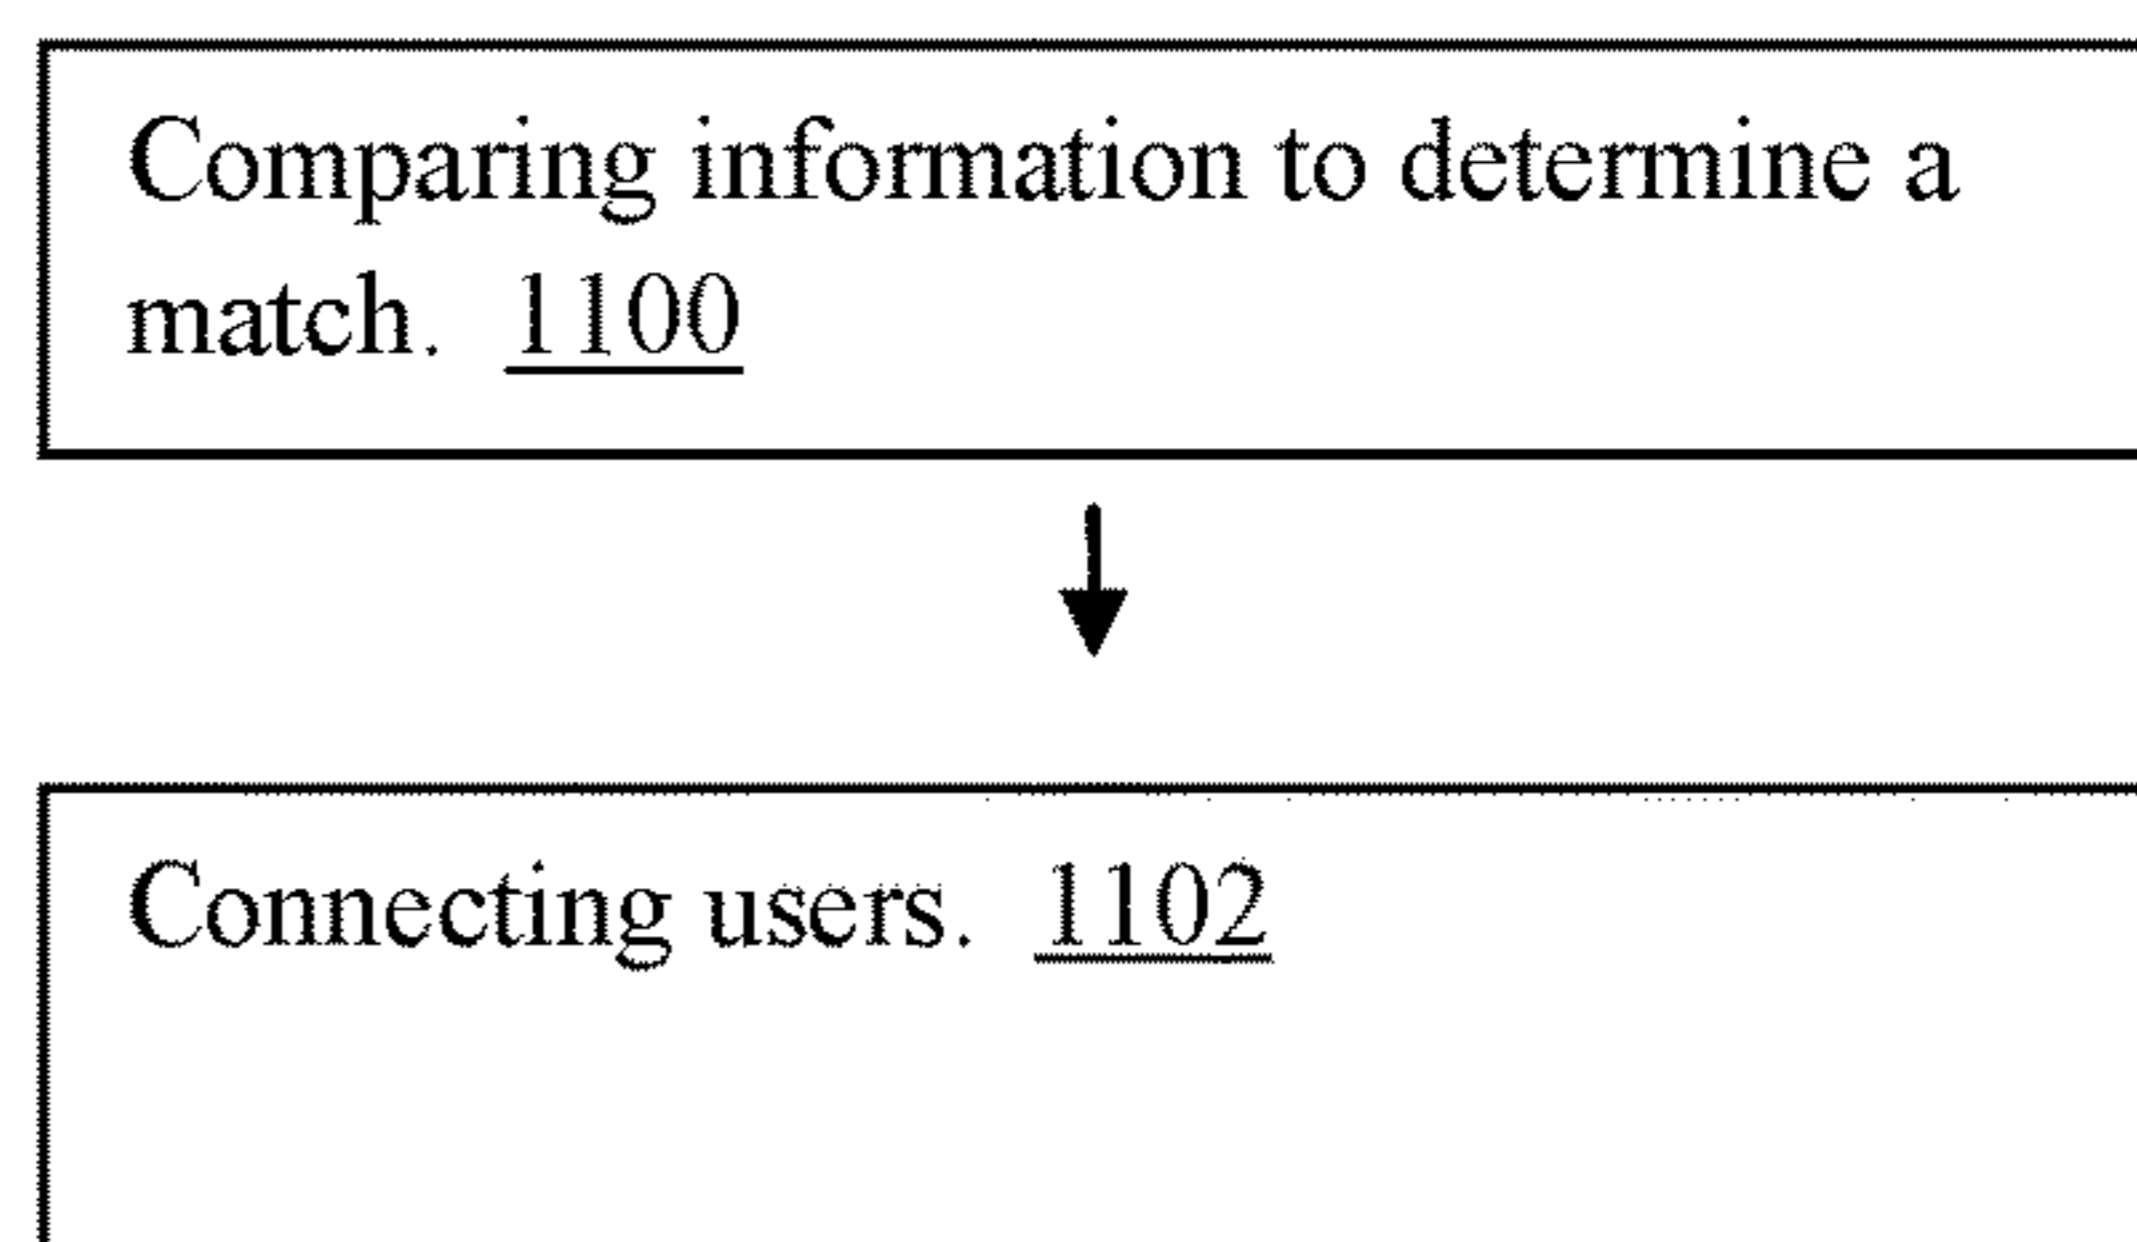 Comparing information to determine a
match. 1100
Connecting users. 1102